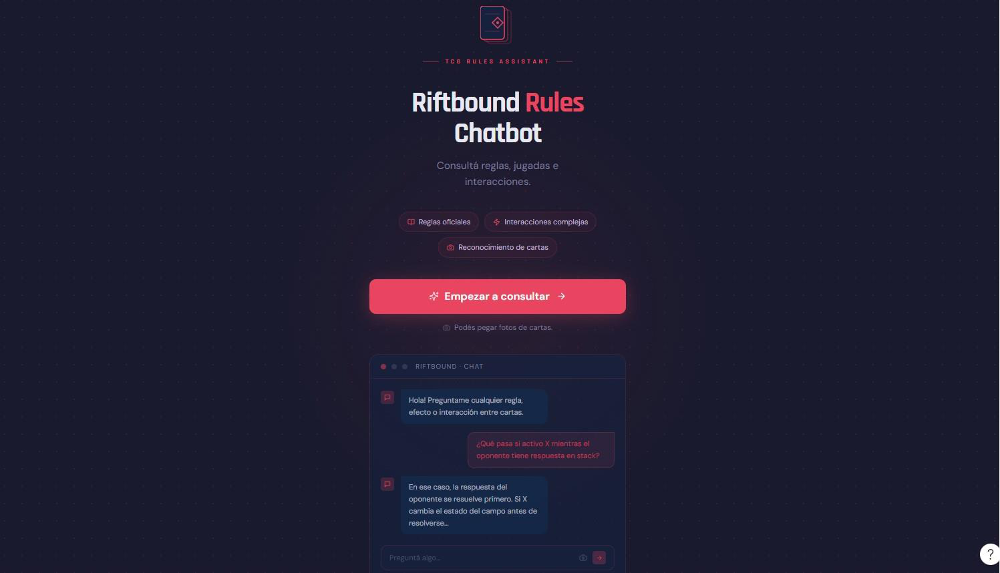 TCG RULES ASSISTANT
Riftbound Rules
Chatbot
Consultá reglas, jugadas e
interacciones.
Reglas oficiales
Interacciones complejas
Reconocimiento de cartas
Empezar a consultar
Podés pegar fotos de cartas.
RIFTBOUND · CHAT
Hola! Preguntame cualquier regla,
efecto o interacción entre cartas.
¿Qué pasa si activo X mientras el
oponente tiene respuesta en stack?
En ese caso, la respuesta del
oponente se resuelve primero. Si X
cambia el estado del campo antes de
resolverse...
Preguntá algo...
?